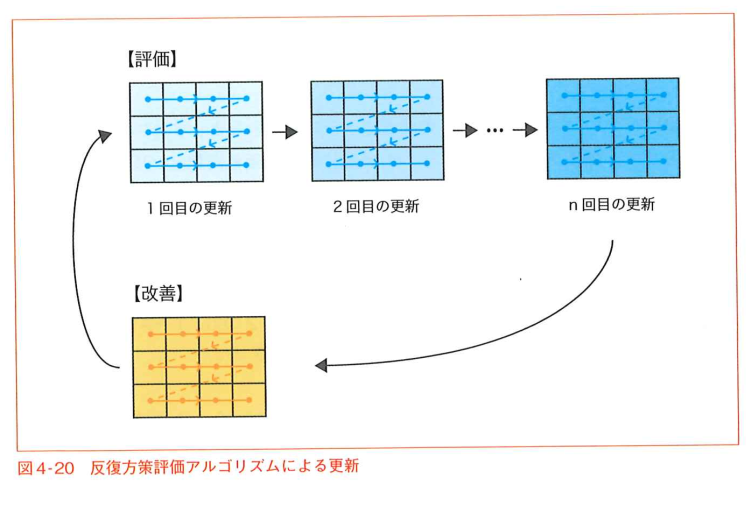 【評価】
1回目の更新
2回目の更新
…
n回目の更新
【改善】
図4-20 反復方策評価アルゴリズムによる更新